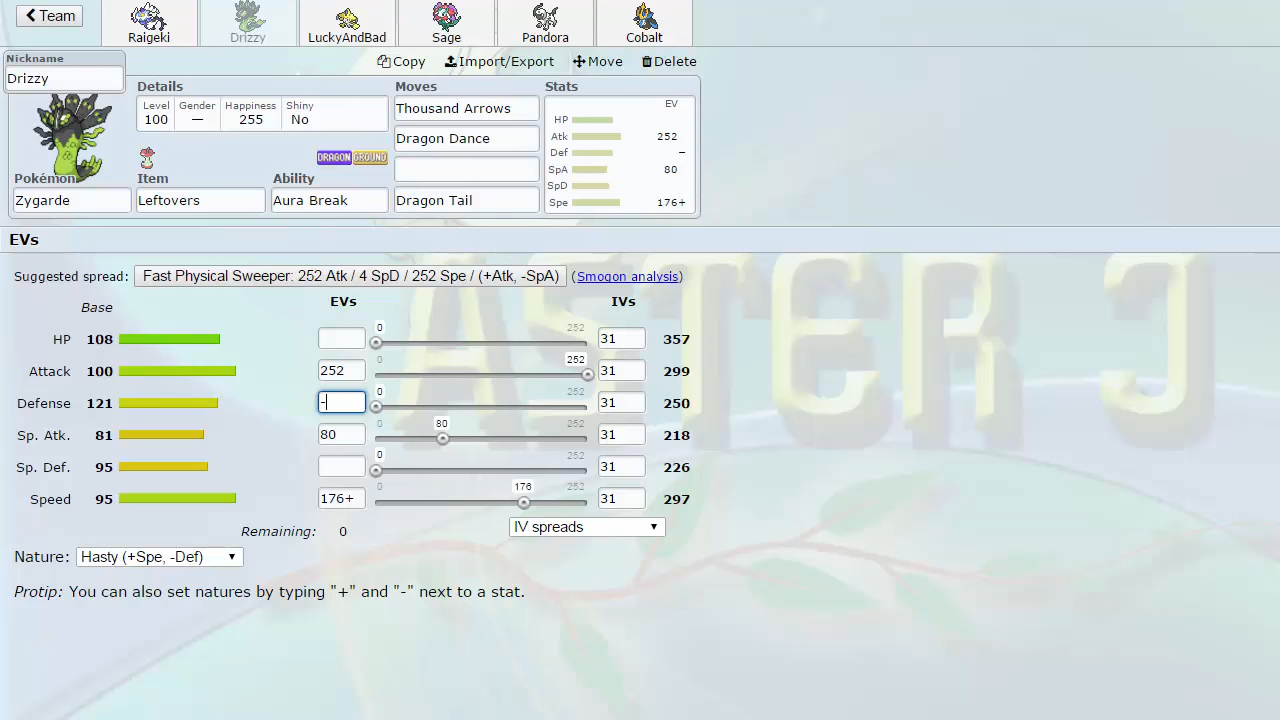 Team
Raigeki
Drizzy
LuckyAndBad
Sage
Pandora
Cobalt
Nickname
Drizzy
Copy
Import/Export
Move
Delete
Details
Level
100
Gender
—
Happiness
255
Shiny
No
Moves
Thousand Arrows
Dragon Dance
Dragon Tail
Stats
EV
HP
Atk 252
Def –
SpA 80
SpD
Spe 176+
DRAGON GROUND
Pokémon
Zygarde
Item
Leftovers
Ability
Aura Break
EVs
Suggested spread: Fast Physical Sweeper: 252 Atk / 4 SpD / 252 Spe / (+Atk, -SpA) (Smogon analysis)
Base EVs IVs
HP 108 0 252 31 357
Attack 100 252 0 252 31 299
Defense 121 - 0 252 31 250
Sp. Atk. 81 80 0 80 252 31 218
Sp. Def. 95 0 252 31 226
Speed 95 176+ 0 176 252 31 297
Remaining: 0
IV spreads
Nature: Hasty (+Spe, -Def)
Protip: You can also set natures by typing "+" and "-" next to a stat.
ASTER J